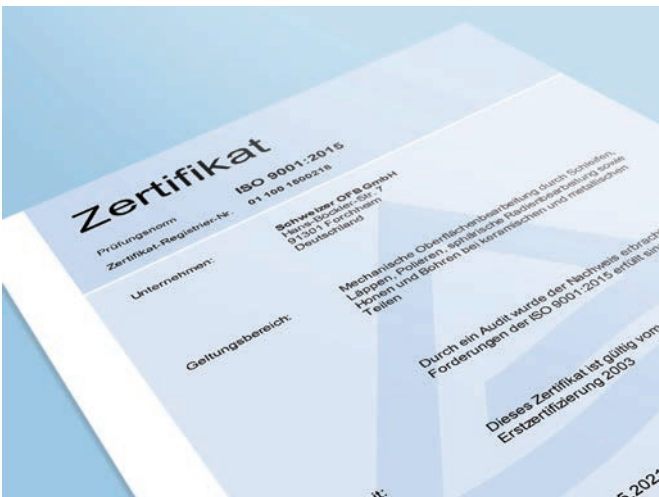 Zertifikat
Prüfungsnorm ISO 9001:2015
Zertifikat-Registrier-Nr. 01 100 1600218
Unternehmen: Schweizer OFB GmbH
Hans-Böckler-Str. 7
91301 Forchheim
Deutschland
Geltungsbereich: Mechanische Oberflächenbearbeitung durch Schleifen,
Läppen, Polieren, sphärische Radienbearbeitung sowie
Honen und Bohren bei keramischen und metallischen
Teilen
Durch ein Audit wurde der Nachweis
Forderungen der ISO 9001:2015 erfüllt
Dieses Zertifikat ist gültig vom
Erstzertifizierung 2003